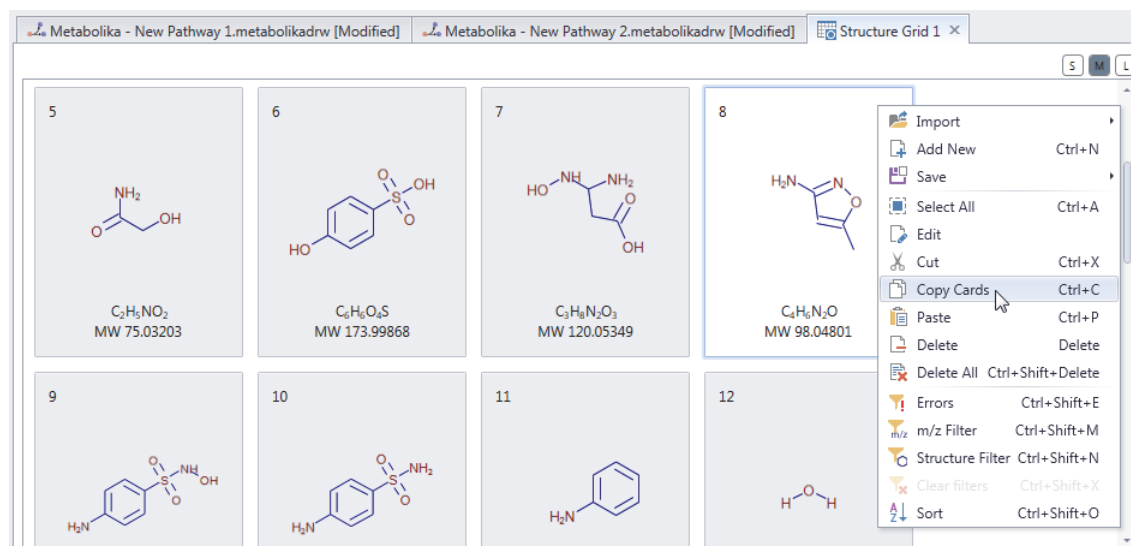 Metabolika - New Pathway 1.metabolikadrw [Modified]
Metabolika - New Pathway 2.metabolikadrw [Modified]
Structure Grid 1
S M L
5
NH₂
O
OH
C₂H₅NO₂
MW 75.03203
6
O
OH
S
O
HO
C₆H₆O₄S
MW 173.99868
7
NH
NH₂
HO
O
OH
C₃H₈N₂O₃
MW 120.05349
8
H₂N
N
O
C₄H₆N₂O
MW 98.04801
Import
Add New Ctrl+N
Save
Select All Ctrl+A
Edit
Cut Ctrl+X
Copy Cards Ctrl+C
Paste Ctrl+P
Delete Delete
Delete All Ctrl+Shift+Delete
Errors Ctrl+Shift+E
m/z m/z Filter Ctrl+Shift+M
Structure Filter Ctrl+Shift+N
Clear filters Ctrl+Shift+X
A Z Sort Ctrl+Shift+O
9
O
NH
S
OH
O
H₂N
10
O
NH₂
S
O
H₂N
11
H₂N
12
O
H H